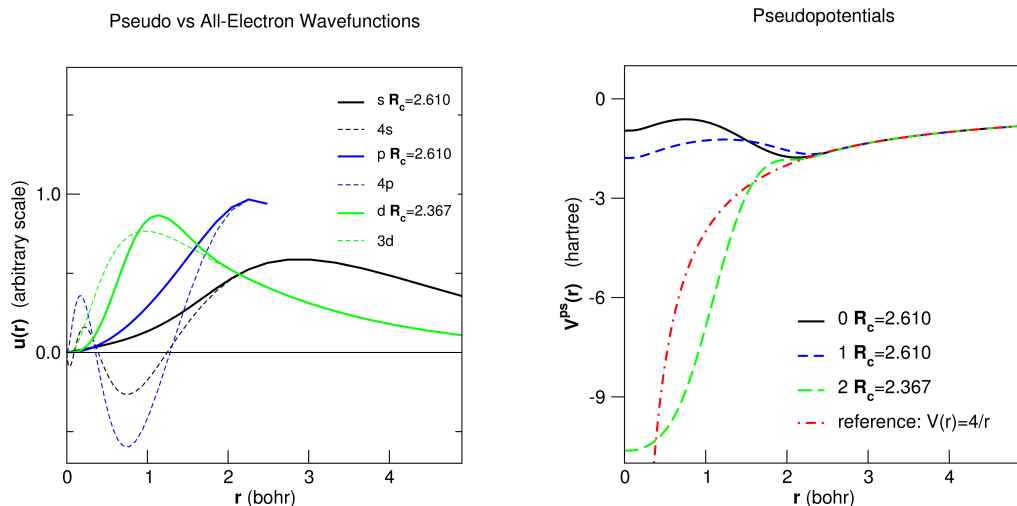 Pseudo vs All-Electron Wavefunctions
u(r) (arbitrary scale)
1.0
0.0
s Rc=2.610
4s
p Rc=2.610
4p
d Rc=2.367
3d
0 1 2 3 4
r (bohr)
Pseudopotentials
V^ps(r) (hartree)
0
-3
-6
-9
0 Rc=2.610
1 Rc=2.610
2 Rc=2.367
reference: V(r)=4/r
0 1 2 3 4
r (bohr)